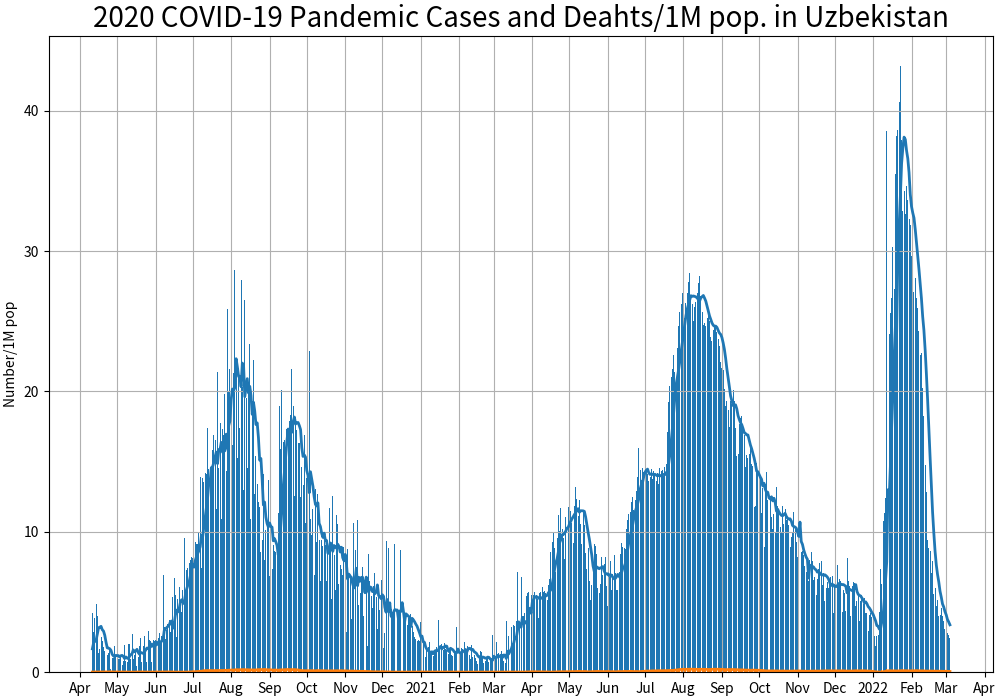 2020 COVID-19 Pandemic Cases and Deahts/1M pop. in Uzbekistan
Number/1M pop
40
30
20
10
0
Apr May Jun Jul Aug Sep Oct Nov Dec 2021 Feb Mar Apr May Jun Jul Aug Sep Oct Nov Dec 2022 Feb Mar Apr